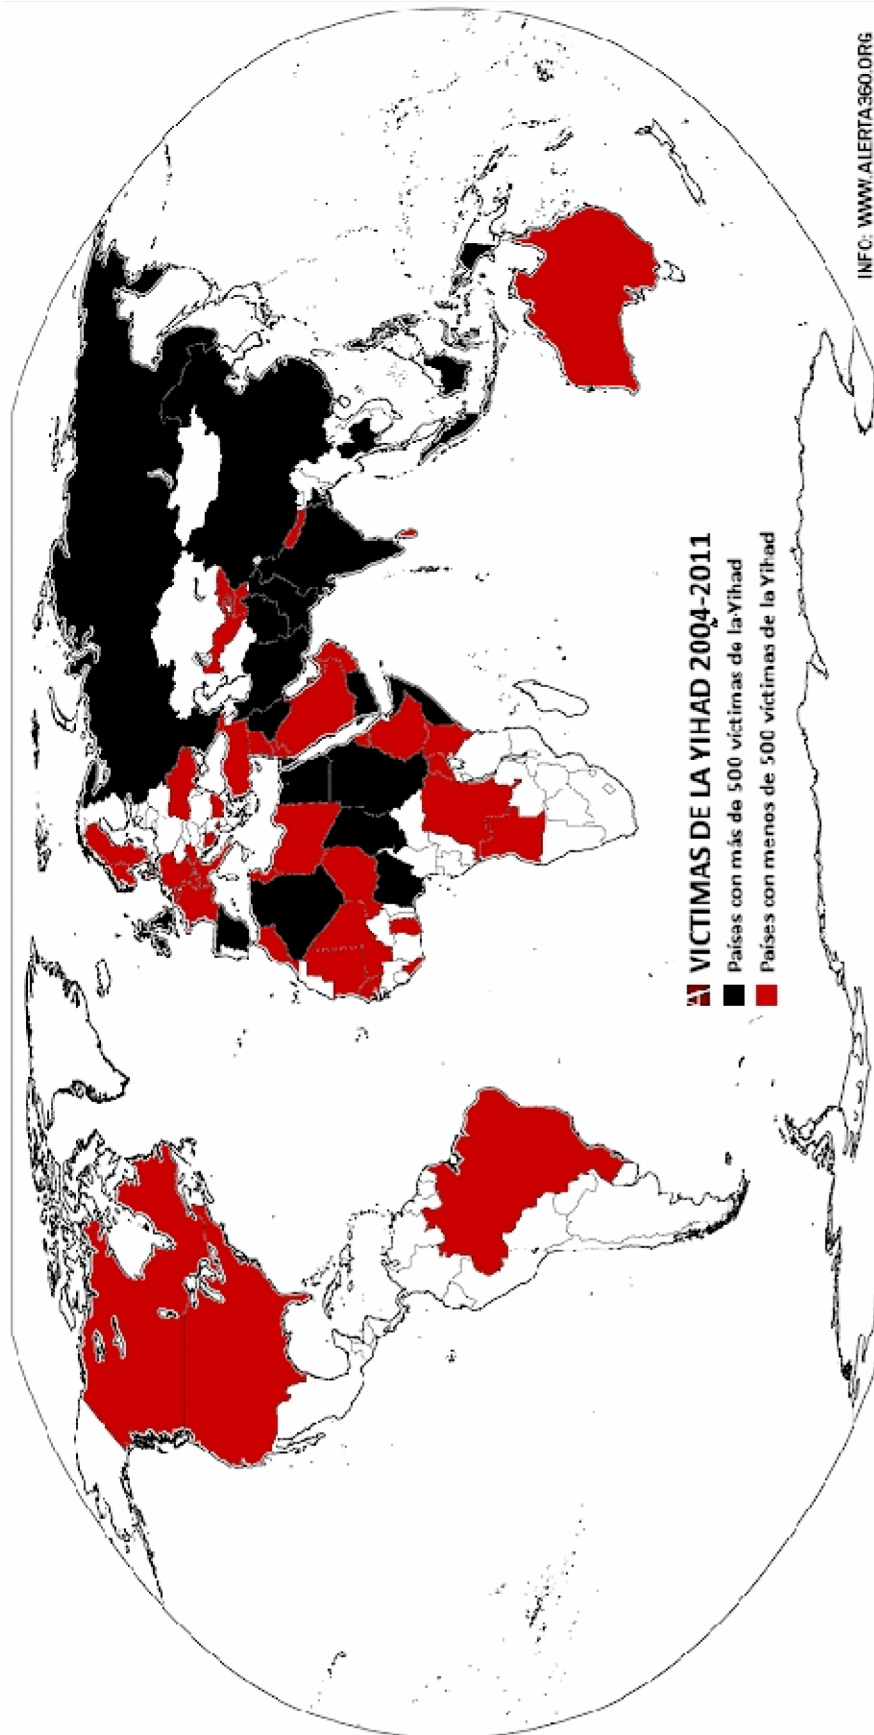 VICTIMAS DE LA YIHAD 2004-2011
Países con más de 500 víctimas de la Yihad
Países con menos de 500 víctimas de la Yihad
INFO: WWW.ALERTA360.ORG